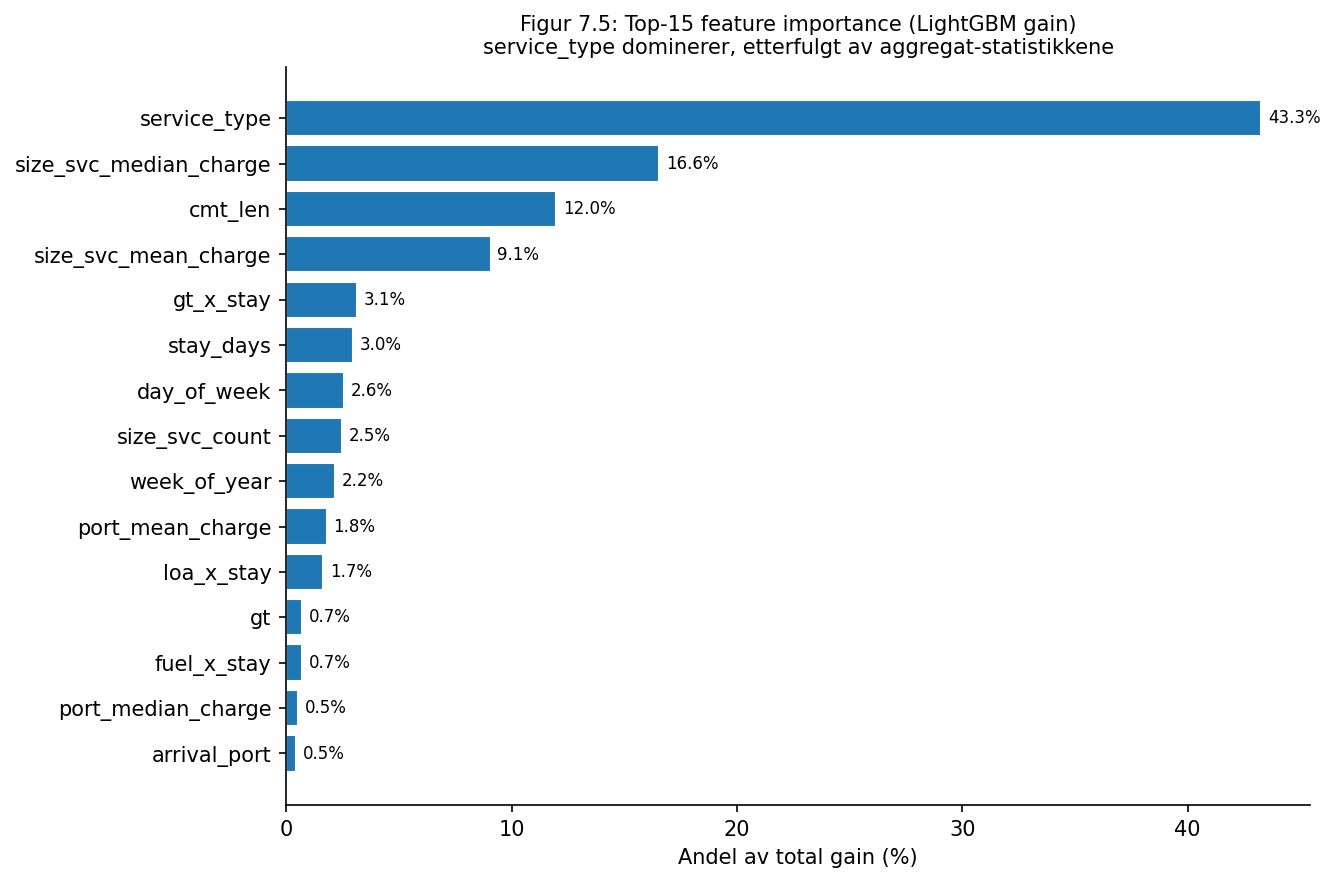 Figur 7.5: Top-15 feature importance (LightGBM gain)
service_type dominerer, etterfulgt av aggregat-statistikkene
service_type 43.3%
size_svc_median_charge 16.6%
cmt_len 12.0%
size_svc_mean_charge 9.1%
gt_x_stay 3.1%
stay_days 3.0%
day_of_week 2.6%
size_svc_count 2.5%
week_of_year 2.2%
port_mean_charge 1.8%
loa_x_stay 1.7%
gt 0.7%
fuel_x_stay 0.7%
port_median_charge 0.5%
arrival_port 0.5%
0 10 20 30 40
Andel av total gain (%)